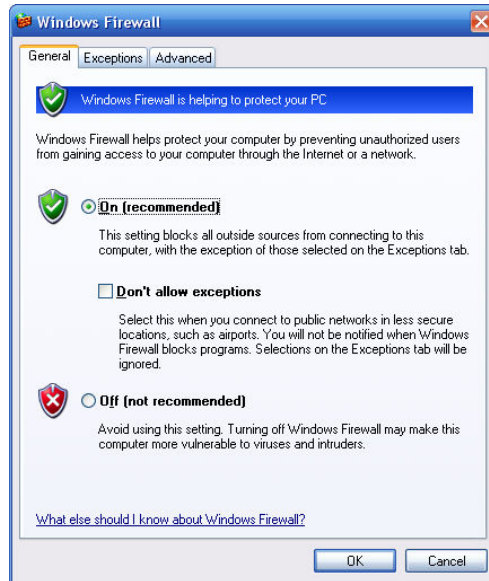 Windows Firewall
General Exceptions Advanced
Windows Firewall is helping to protect your PC
Windows Firewall helps protect your computer by preventing unauthorized users
from gaining access to your computer through the Internet or a network.
On (recommended)
This setting blocks all outside sources from connecting to this
computer, with the exception of those selected on the Exceptions tab.
Don't allow exceptions
Select this when you connect to public networks in less secure
locations, such as airports. You will not be notified when Windows
Firewall blocks programs. Selections on the Exceptions tab will be
ignored.
Off (not recommended)
Avoid using this setting. Turning off Windows Firewall may make this
computer more vulnerable to viruses and intruders.
What else should I know about Windows Firewall?
OK Cancel